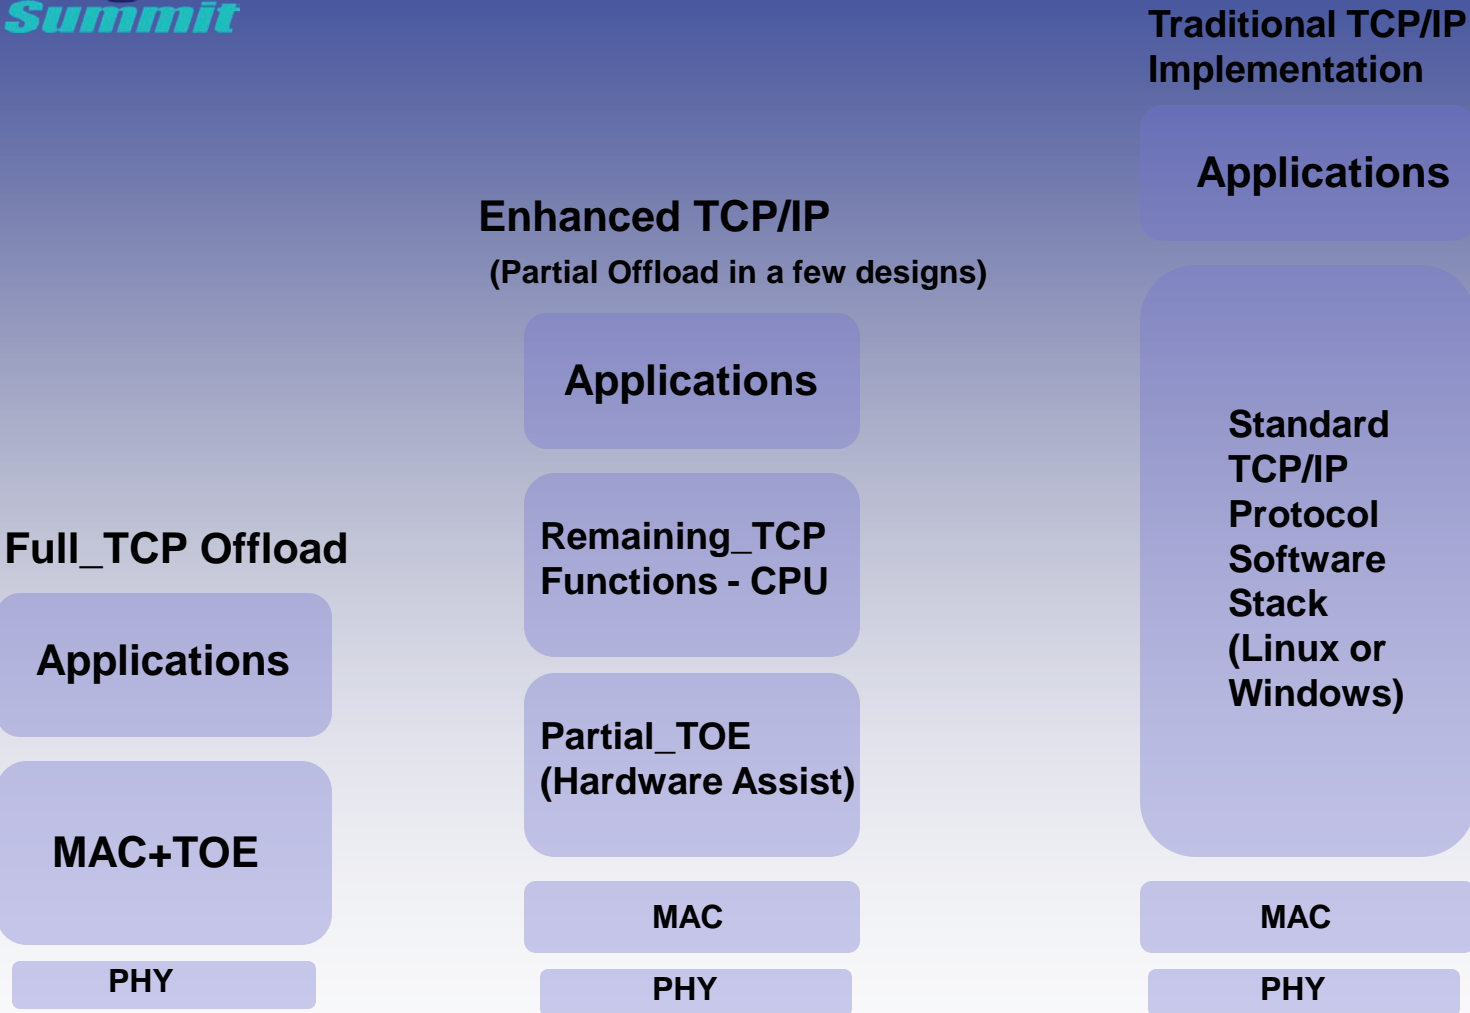 Summit
Traditional TCP/IP
Implementation
Applications
Standard
TCP/IP
Protocol
Software
Stack
(Linux or
Windows)
MAC
PHY
Enhanced TCP/IP
(Partial Offload in a few designs)
Applications
Remaining_TCP
Functions - CPU
Partial_TOE
(Hardware Assist)
MAC
PHY
Full_TCP Offload
Applications
MAC+TOE
PHY